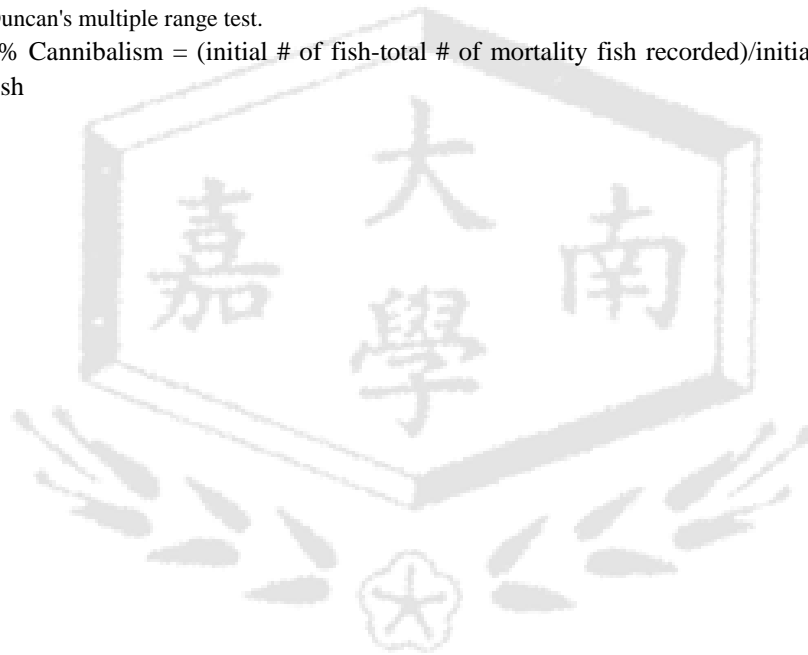 uncan's multiple range test.
% Cannibalism = (initial # of fish-total # of mortality fish recorded)/initia
sh
大
嘉 南
學